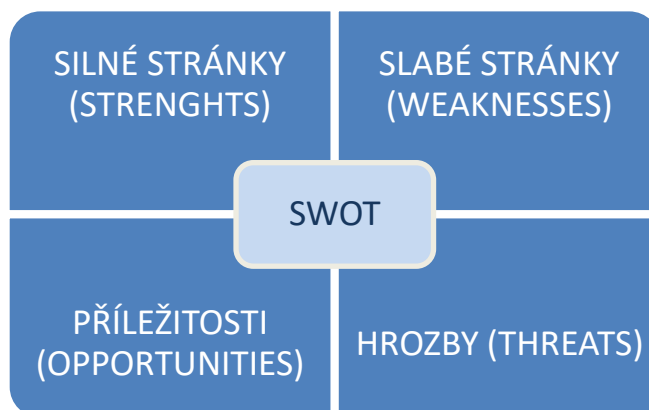 SILNÉ STRÁNKY
(STRENGHTS)
SLABÉ STRÁNKY
(WEAKNESSES)
SWOT
PŘÍLEŽITOSTI
(OPPORTUNITIES)
HROZBY (THREATS)